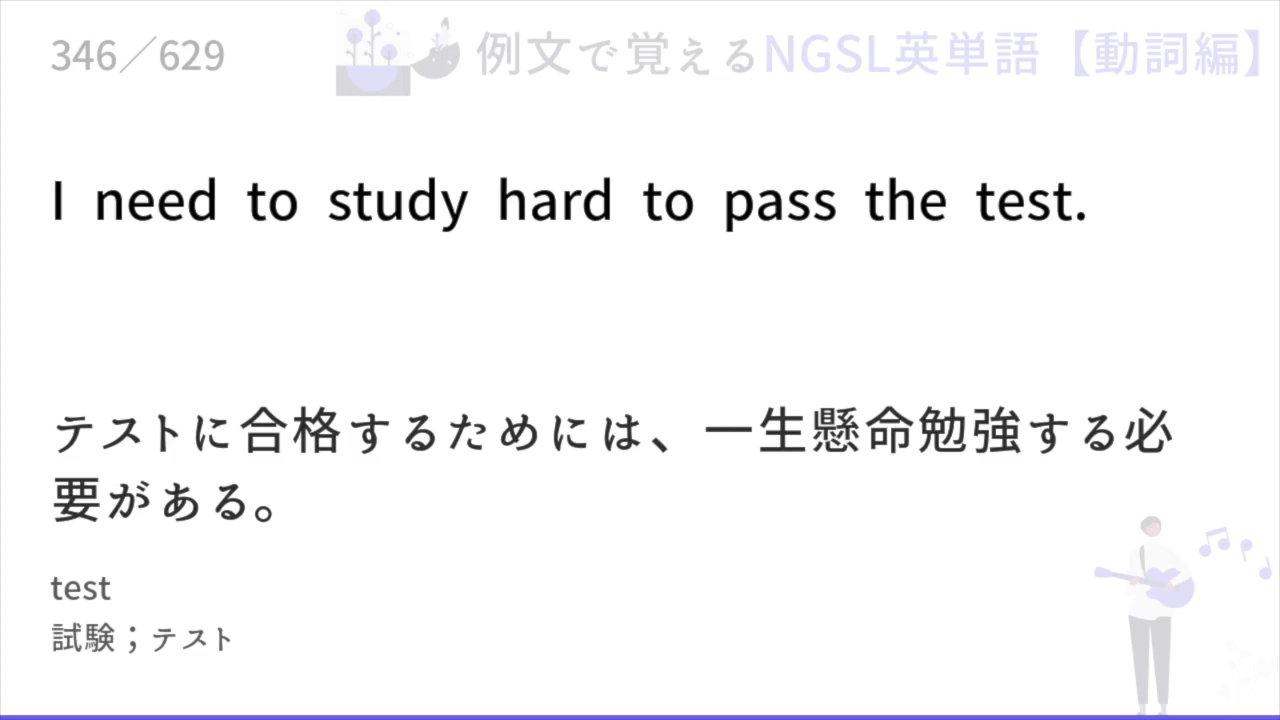 346／629
例文で覚えるNGSL英単語【動詞編】
I need to study hard to pass the test.
テストに合格するためには、一生懸命勉強する必
要がある。
test
試験；テスト